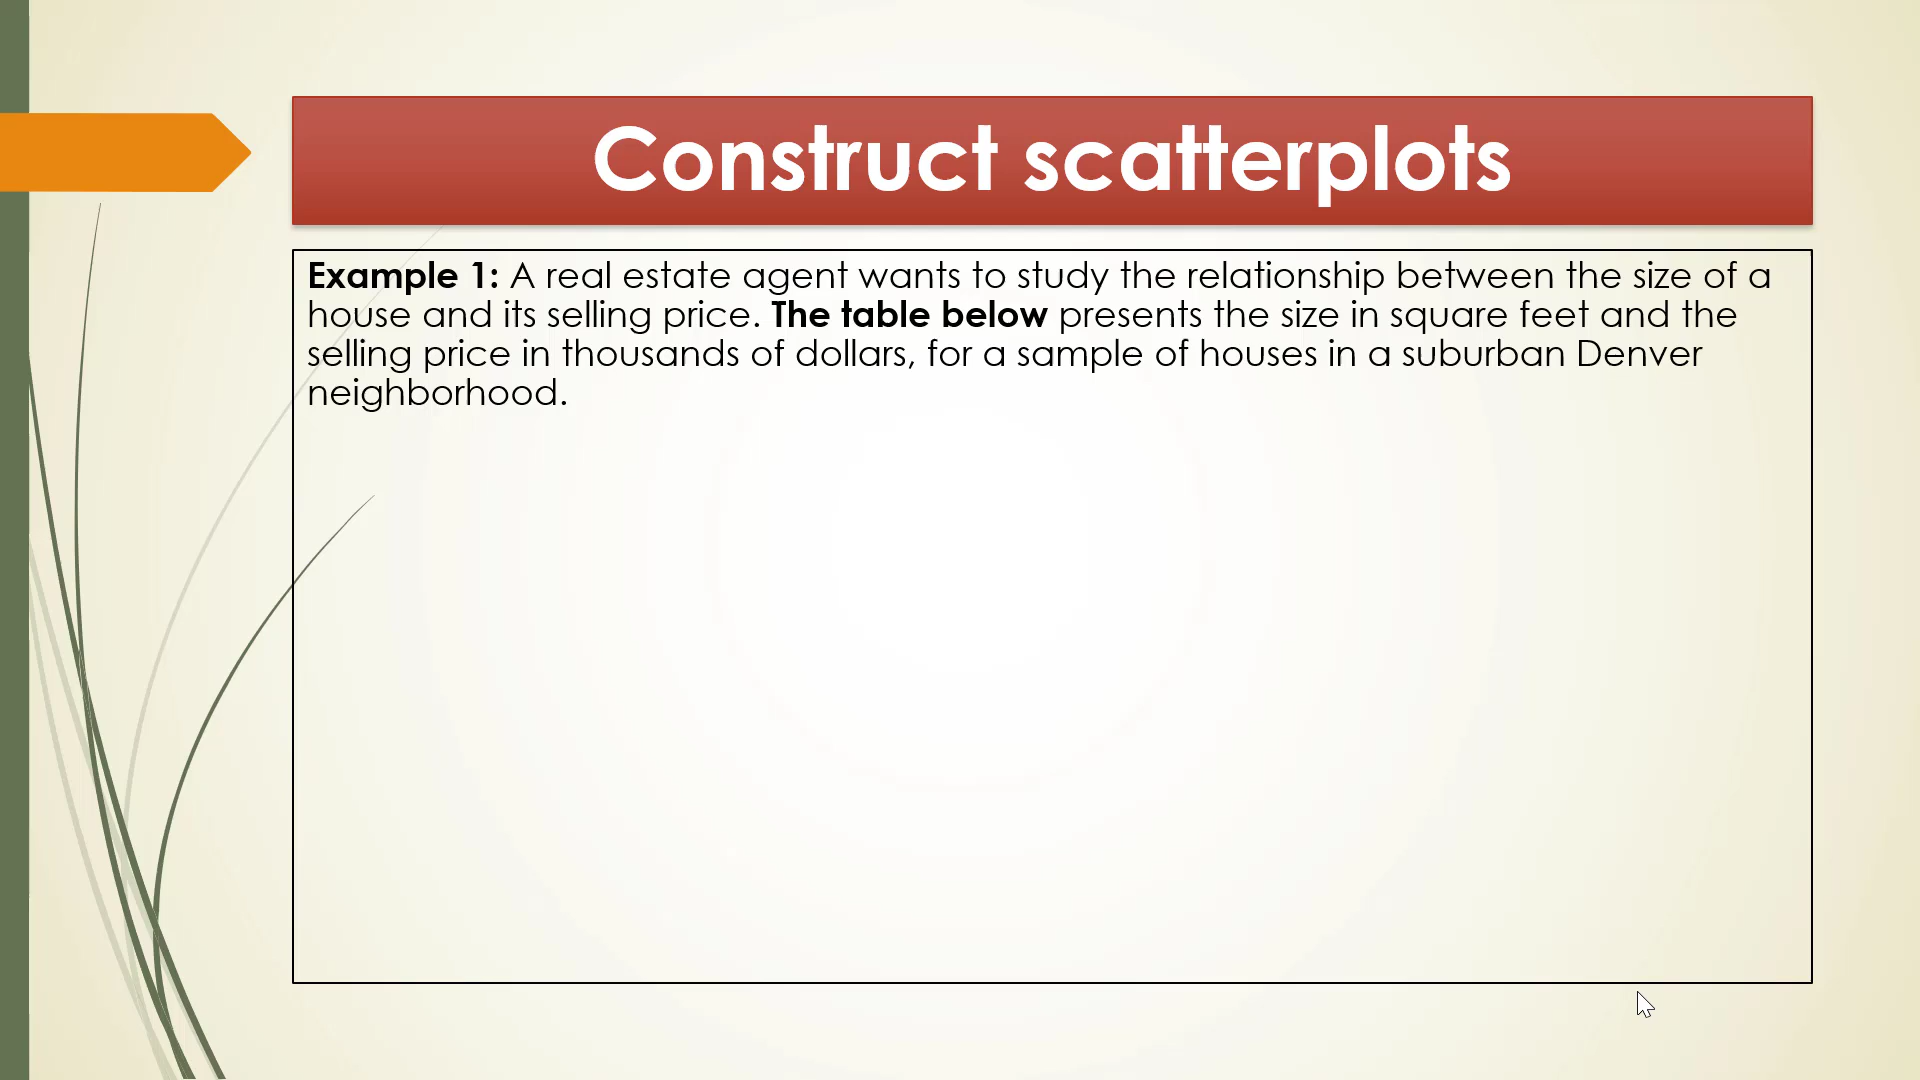 Construct scatterplots
Example 1: A real estate agent wants to study the relationship between the size of a
house and its selling price. The table below presents the size in square feet and the
selling price in thousands of dollars, for a sample of houses in a suburban Denver
neighborhood.